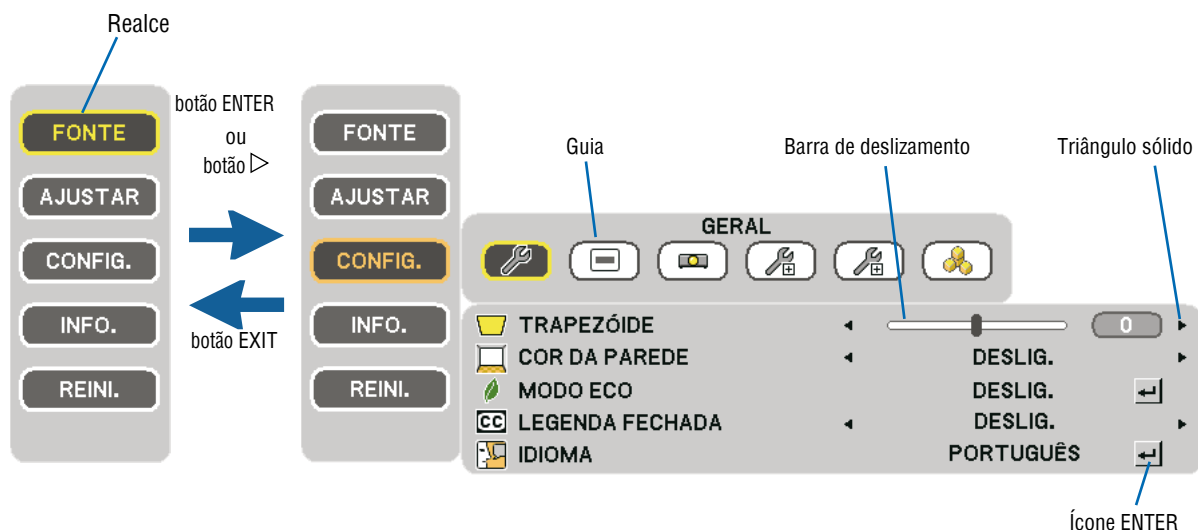 Realce
FONTE
AJUSTAR
CONFIG.
INFO.
REINI.
botão ENTER
ou
botão ▷
botão EXIT
FONTE
AJUSTAR
CONFIG.
INFO.
REINI.
Guia
Barra de deslizamento
Triângulo sólido
GERAL
TRAPEZÓIDE 0
COR DA PAREDE DESLIG.
MODO ECO DESLIG.
CC LEGENDA FECHADA DESLIG.
IDIOMA PORTUGUÊS
Ícone ENTER